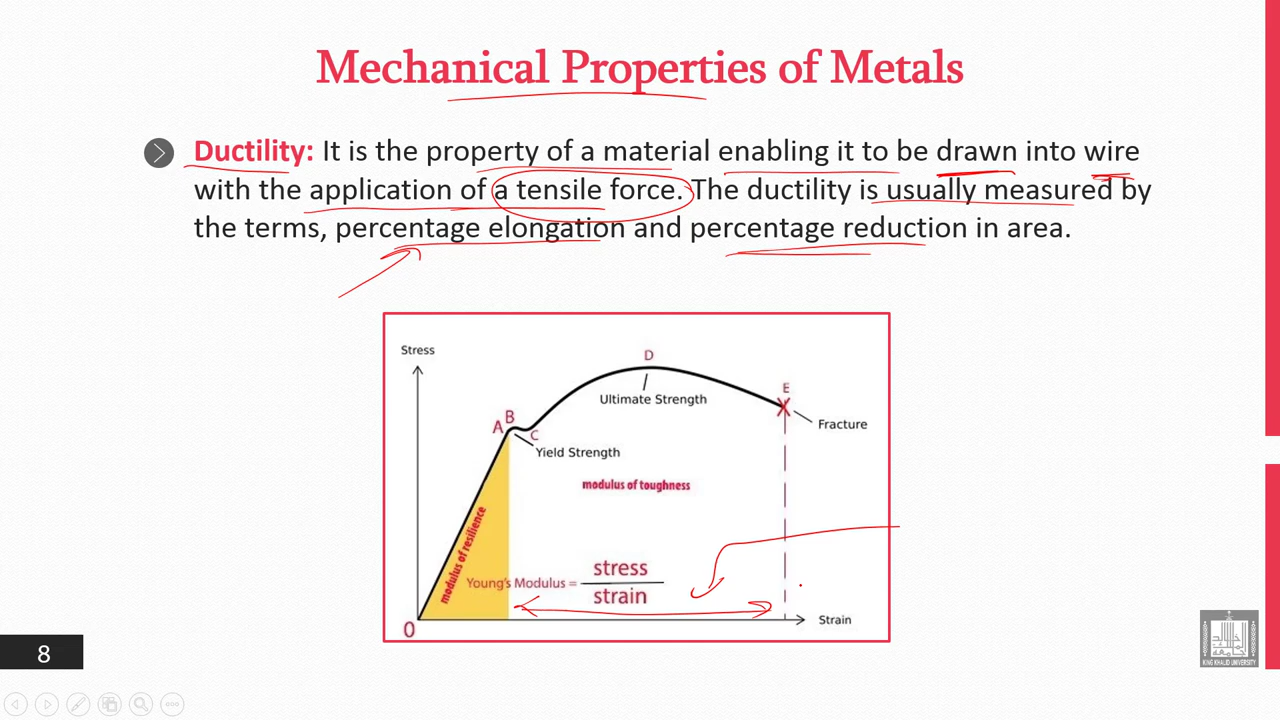 Mechanical Properties of Metals
Ductility: It is the property of a material enabling it to be drawn into wire
with the application of a tensile force. The ductility is usually measured by
the terms, percentage elongation and percentage reduction in area.
Stress
D
E
Ultimate Strength
B
A
C
Fracture
Yield Strength
modulus of toughness
modulus of resilience
Young's Modulus = stress
strain
O
Strain
8
KING KHALID UNIVERSITY